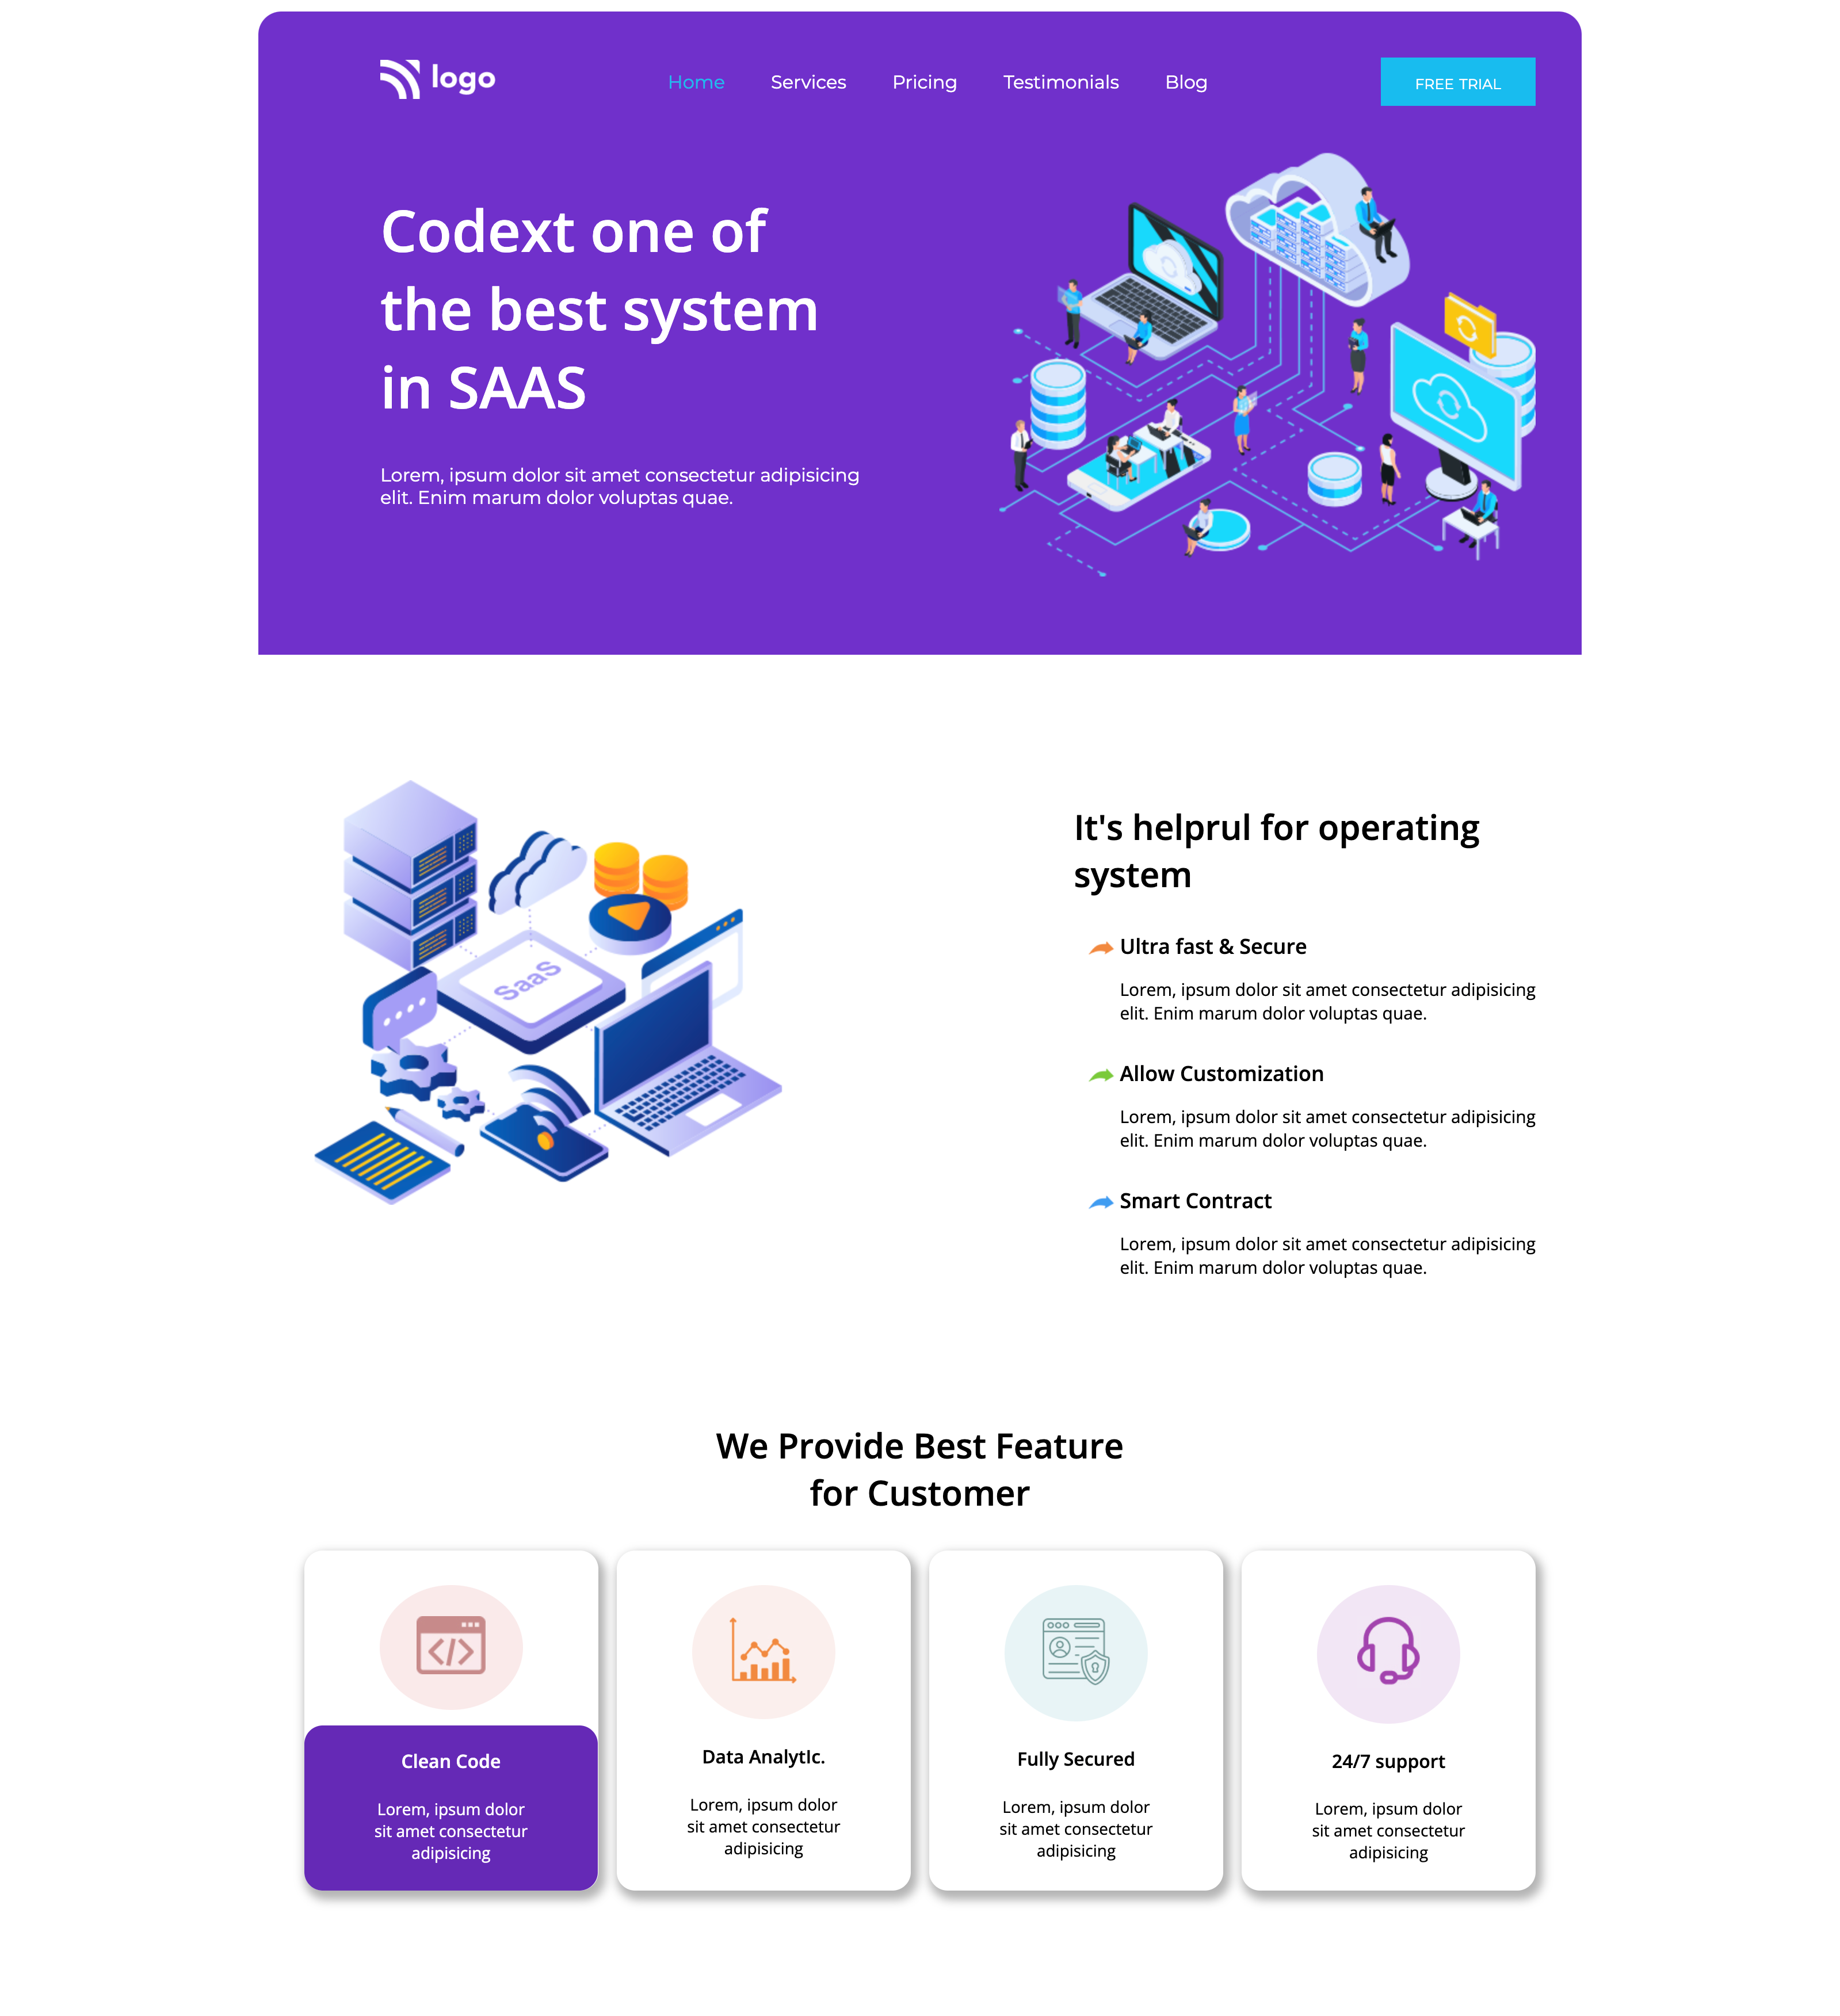 logo
Home Services Pricing Testimonials Blog
FREE TRIAL
Codext one of
the best system
in SAAS
Lorem, ipsum dolor sit amet consectetur adipisicing
elit. Enim marum dolor voluptas quae.
SaaS
It's helprul for operating
system
Ultra fast & Secure
Lorem, ipsum dolor sit amet consectetur adipisicing
elit. Enim marum dolor voluptas quae.
Allow Customization
Lorem, ipsum dolor sit amet consectetur adipisicing
elit. Enim marum dolor voluptas quae.
Smart Contract
Lorem, ipsum dolor sit amet consectetur adipisicing
elit. Enim marum dolor voluptas quae.
We Provide Best Feature
for Customer
</>
Clean Code
Lorem, ipsum dolor
sit amet consectetur
adipisicing
Data AnalytIc.
Lorem, ipsum dolor
sit amet consectetur
adipisicing
Fully Secured
Lorem, ipsum dolor
sit amet consectetur
adipisicing
24/7 support
Lorem, ipsum dolor
sit amet consectetur
adipisicing